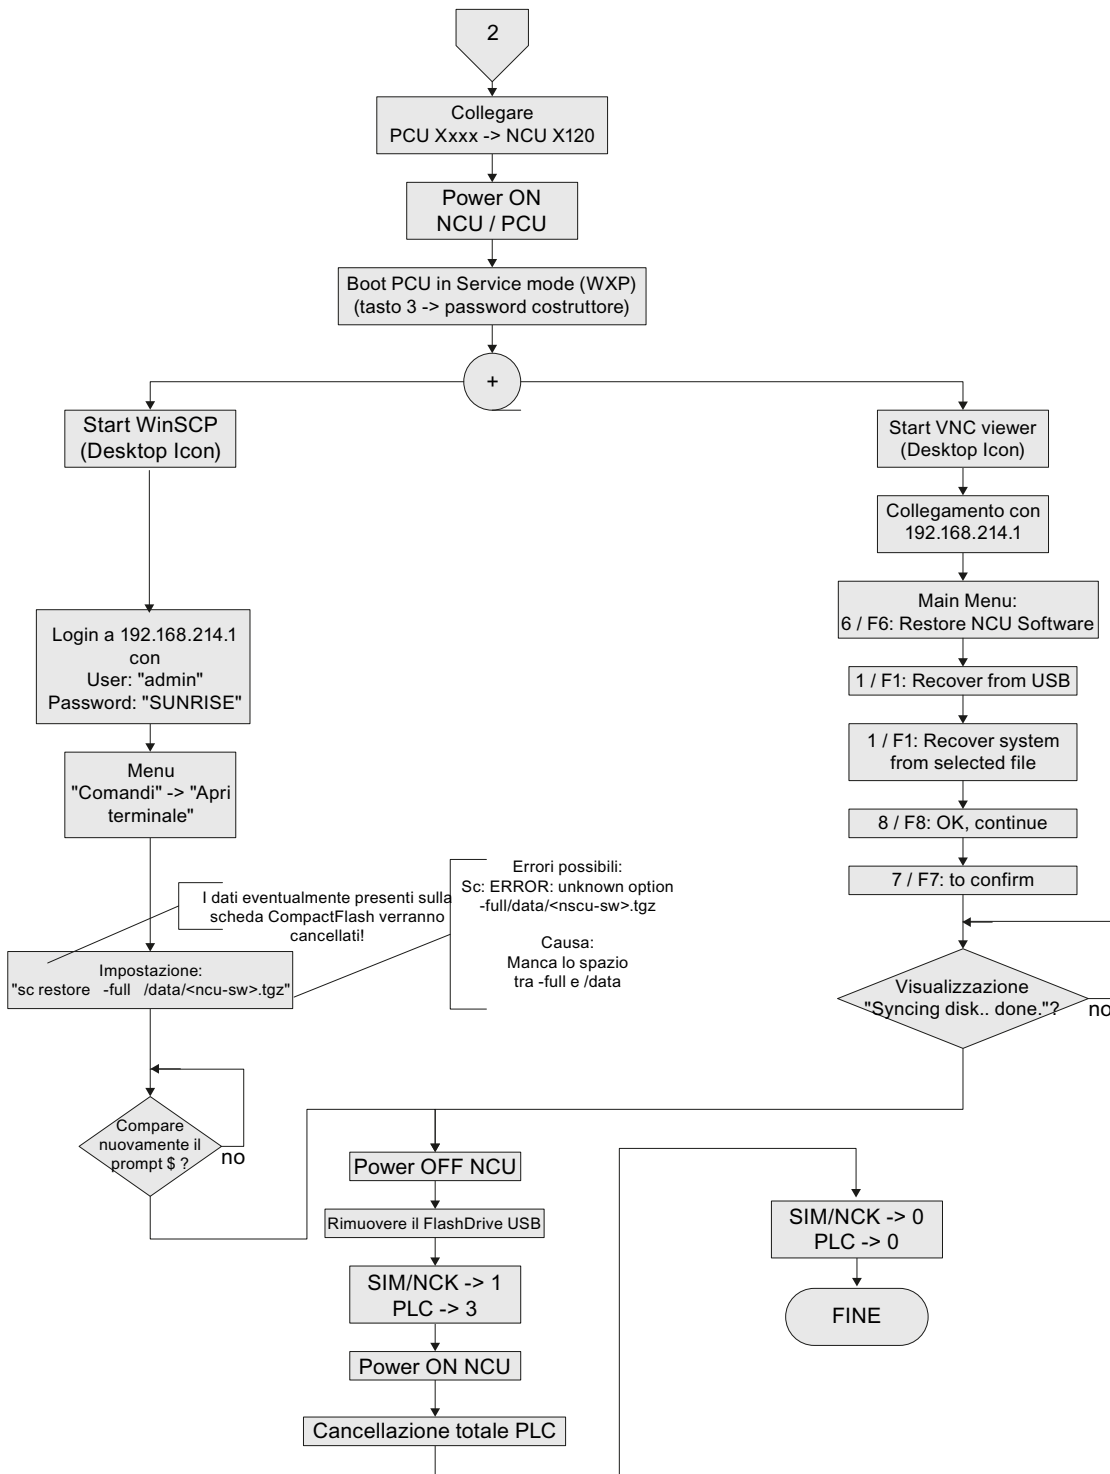 2
Collegare
PCU Xxxx -> NCU X120
Power ON
NCU / PCU
Boot PCU in Service mode (WXP)
(tasto 3 -> password costruttore)
+
Start WinSCP
(Desktop Icon)
Login a 192.168.214.1
con
User: "admin"
Password: "SUNRISE"
Menu
"Comandi" -> "Apri
terminale"
I dati eventualmente presenti sulla
scheda CompactFlash verranno
cancellati!
Impostazione:
"sc restore -full /data/<ncu-sw>.tgz"
Errori possibili:
Sc: ERROR: unknown option
-full/data/<nscu-sw>.tgz
Causa:
Manca lo spazio
tra -full e /data
Compare
nuovamente il
prompt $ ?
no
Start VNC viewer
(Desktop Icon)
Collegamento con
192.168.214.1
Main Menu:
6 / F6: Restore NCU Software
1 / F1: Recover from USB
1 / F1: Recover system
from selected file
8 / F8: OK, continue
7 / F7: to confirm
Visualizzazione
"Syncing disk.. done."?
no
Power OFF NCU
Rimuovere il FlashDrive USB
SIM/NCK -> 1
PLC -> 3
Power ON NCU
Cancellazione totale PLC
SIM/NCK -> 0
PLC -> 0
FINE